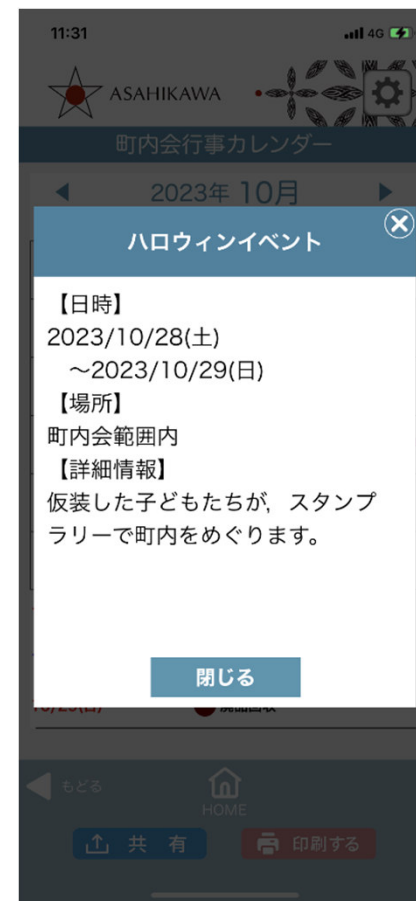 11:31
4G
ASAHIKAWA
町内会行事カレンダー
2023年 10月
ハロウィンイベント
【日時】
2023/10/28(土)
～2023/10/29(日)
【場所】
町内会範囲内
【詳細情報】
仮装した子どもたちが，スタンプ
ラリーで町内をめぐります。
閉じる
もどる
HOME
共 有
印刷する